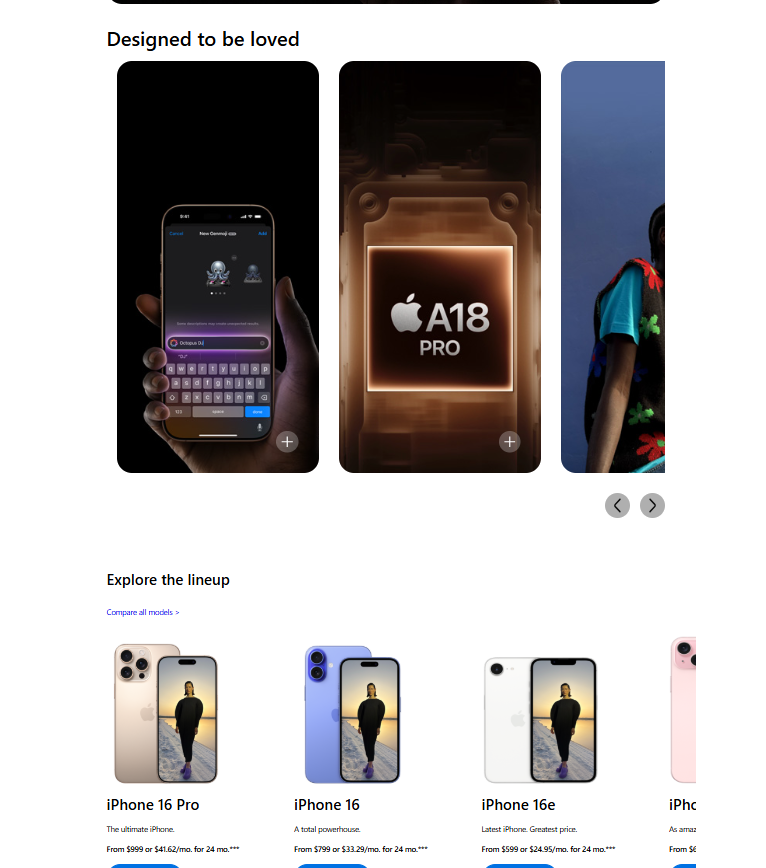 Designed to be loved
9:41
Cancel New Genmoji Add
Octopus DJ
"DJ"
q w e r t y u i o p
a s d f g h j k l
z x c v b n m
123 space done
A18
PRO
Explore the lineup
Compare all models >
iPhone 16 Pro
The ultimate iPhone.
From $999 or $41.62/mo. for 24 mo.***
iPhone 16
A total powerhouse.
From $799 or $33.29/mo. for 24 mo.***
iPhone 16e
Latest iPhone. Greatest price.
From $599 or $24.95/mo. for 24 mo.***
iPho
As amaz
From $6